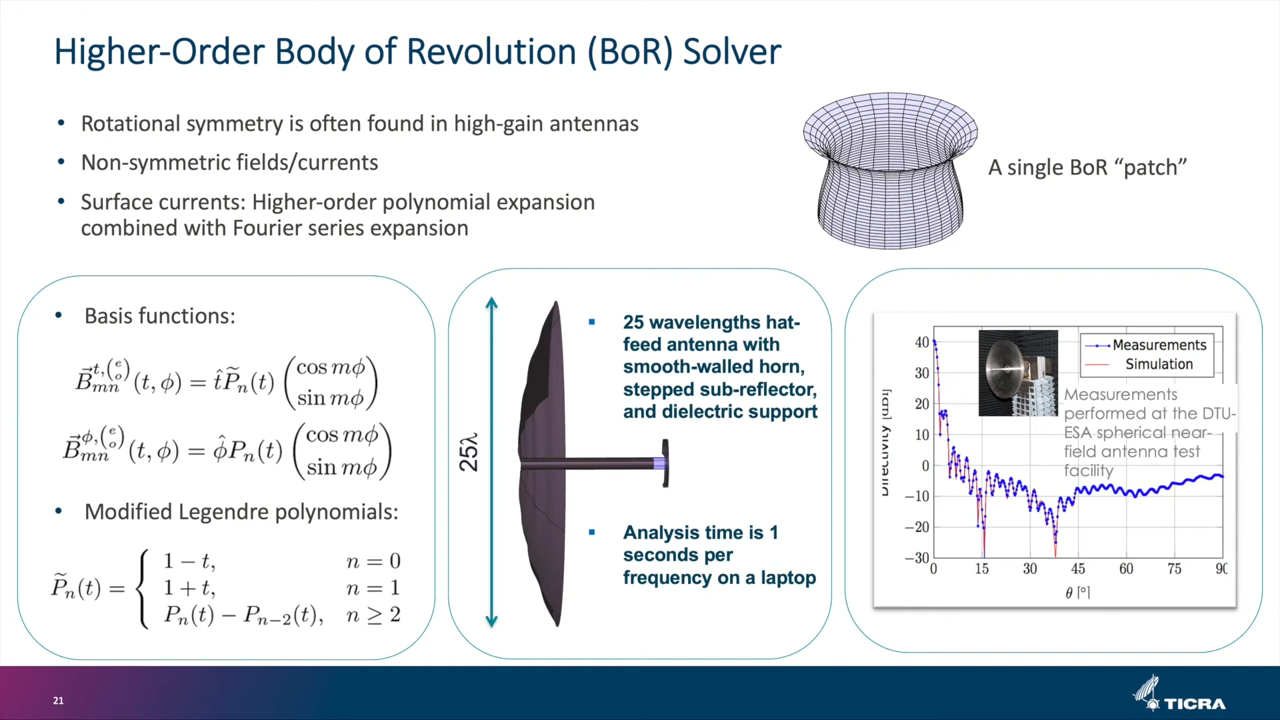 Higher-Order Body of Revolution (BoR) Solver
• Rotational symmetry is often found in high-gain antennas
• Non-symmetric fields/currents
• Surface currents: Higher-order polynomial expansion
combined with Fourier series expansion
A single BoR “patch”
• Basis functions:
$\vec{B}_{mn}^{t,\binom{e}{o}}(t,\phi) = \hat{t}\widetilde{P}_n(t) \begin{pmatrix} \cos m\phi \\ \sin m\phi \end{pmatrix}$
$\vec{B}_{mn}^{\phi,\binom{e}{o}}(t,\phi) = \hat{\phi}P_n(t) \begin{pmatrix} \cos m\phi \\ \sin m\phi \end{pmatrix}$
• Modified Legendre polynomials:
$\widetilde{P}_n(t) = \begin{cases} 1-t, & n=0 \\ 1+t, & n=1 \\ P_n(t)-P_{n-2}(t), & n \geq 2 \end{cases}$
25λ
▪ 25 wavelengths hat-
feed antenna with
smooth-walled horn,
stepped sub-reflector,
and dielectric support
▪ Analysis time is 1
seconds per
frequency on a laptop
Measurements
Simulation
Measurements
performed at the DTU-
ESA spherical near-
field antenna test
facility
Directivity [dBi]
40
30
20
10
0
−10
−20
−30
0 15 30 45 60 75 90
θ [°]
21
TICRA